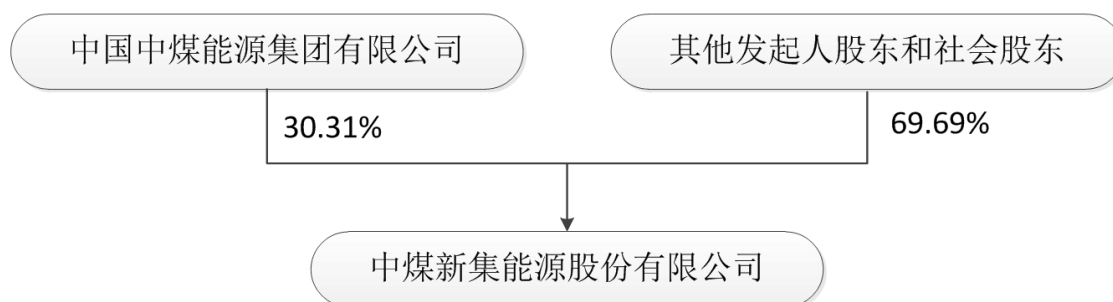 中国中煤能源集团有限公司
其他发起人股东和社会股东
30.31%
69.69%
中煤新集能源股份有限公司